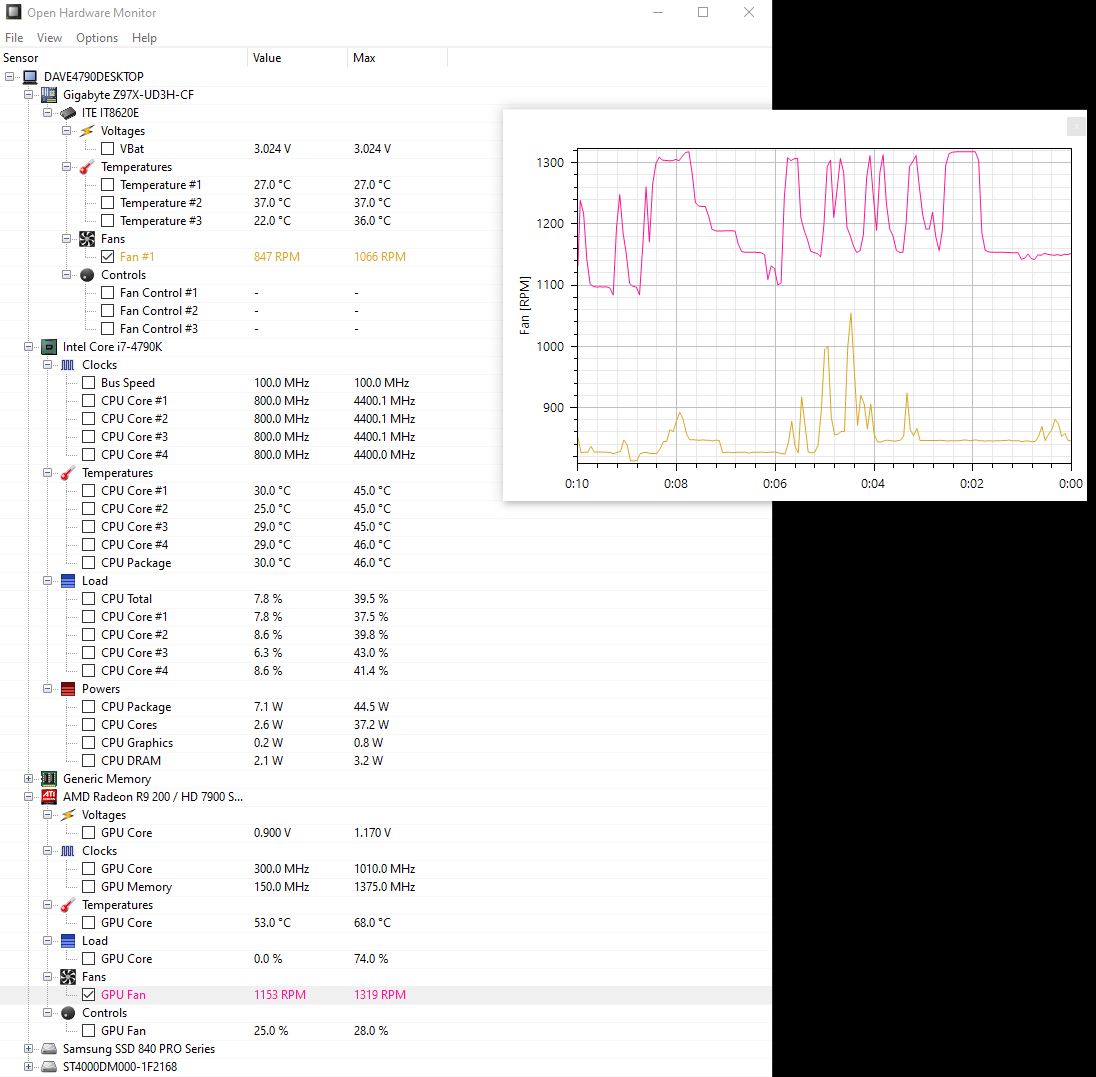 Open Hardware Monitor
File View Options Help
Sensor Value Max
DAVE4790DESKTOP
Gigabyte Z97X-UD3H-CF
ITE IT8620E
Voltages
VBat 3.024 V 3.024 V
Temperatures
Temperature #1 27.0 °C 27.0 °C
Temperature #2 37.0 °C 37.0 °C
Temperature #3 22.0 °C 36.0 °C
Fans
Fan #1 847 RPM 1066 RPM
Controls
Fan Control #1 - -
Fan Control #2 - -
Fan Control #3 - -
Intel Core i7-4790K
Clocks
Bus Speed 100.0 MHz 100.0 MHz
CPU Core #1 800.0 MHz 4400.1 MHz
CPU Core #2 800.0 MHz 4400.1 MHz
CPU Core #3 800.0 MHz 4400.1 MHz
CPU Core #4 800.0 MHz 4400.0 MHz
Temperatures
CPU Core #1 30.0 °C 45.0 °C
CPU Core #2 25.0 °C 45.0 °C
CPU Core #3 29.0 °C 45.0 °C
CPU Core #4 29.0 °C 46.0 °C
CPU Package 30.0 °C 46.0 °C
Load
CPU Total 7.8 % 39.5 %
CPU Core #1 7.8 % 37.5 %
CPU Core #2 8.6 % 39.8 %
CPU Core #3 6.3 % 43.0 %
CPU Core #4 8.6 % 41.4 %
Powers
CPU Package 7.1 W 44.5 W
CPU Cores 2.6 W 37.2 W
CPU Graphics 0.2 W 0.8 W
CPU DRAM 2.1 W 3.2 W
Generic Memory
ATI AMD Radeon R9 200 / HD 7900 S...
Voltages
GPU Core 0.900 V 1.170 V
Clocks
GPU Core 300.0 MHz 1010.0 MHz
GPU Memory 150.0 MHz 1375.0 MHz
Temperatures
GPU Core 53.0 °C 68.0 °C
Load
GPU Core 0.0 % 74.0 %
Fans
GPU Fan 1153 RPM 1319 RPM
Controls
GPU Fan 25.0 % 28.0 %
Samsung SSD 840 PRO Series
ST4000DM000-1F2168
Fan [RPM]
1300
1200
1100
1000
900
0:10 0:08 0:06 0:04 0:02 0:00